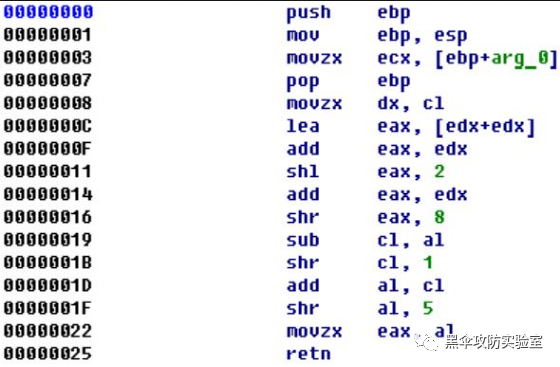 00000000 push ebp
00000001 mov ebp, esp
00000003 movzx ecx, [ebp+arg_0]
00000007 pop ebp
00000008 movzx dx, cl
0000000C lea eax, [edx+edx]
0000000F add eax, edx
00000011 shl eax, 2
00000014 add eax, edx
00000016 shr eax, 8
00000019 sub cl, al
0000001B shr cl, 1
0000001D add al, cl
0000001F shr al, 5
00000022 movzx eax, al
00000025 retn
黑伞攻防实验室